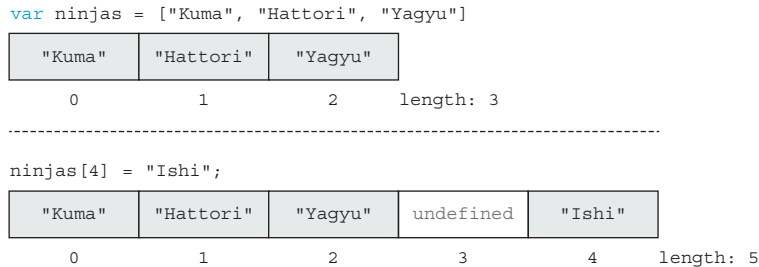 var ninjas = ["Kuma", "Hattori", "Yagyu"]
"Kuma" "Hattori" "Yagyu"
0 1 2 length: 3
ninjas[4] = "Ishi";
"Kuma" "Hattori" "Yagyu" undefined "Ishi"
0 1 2 3 4 length: 5